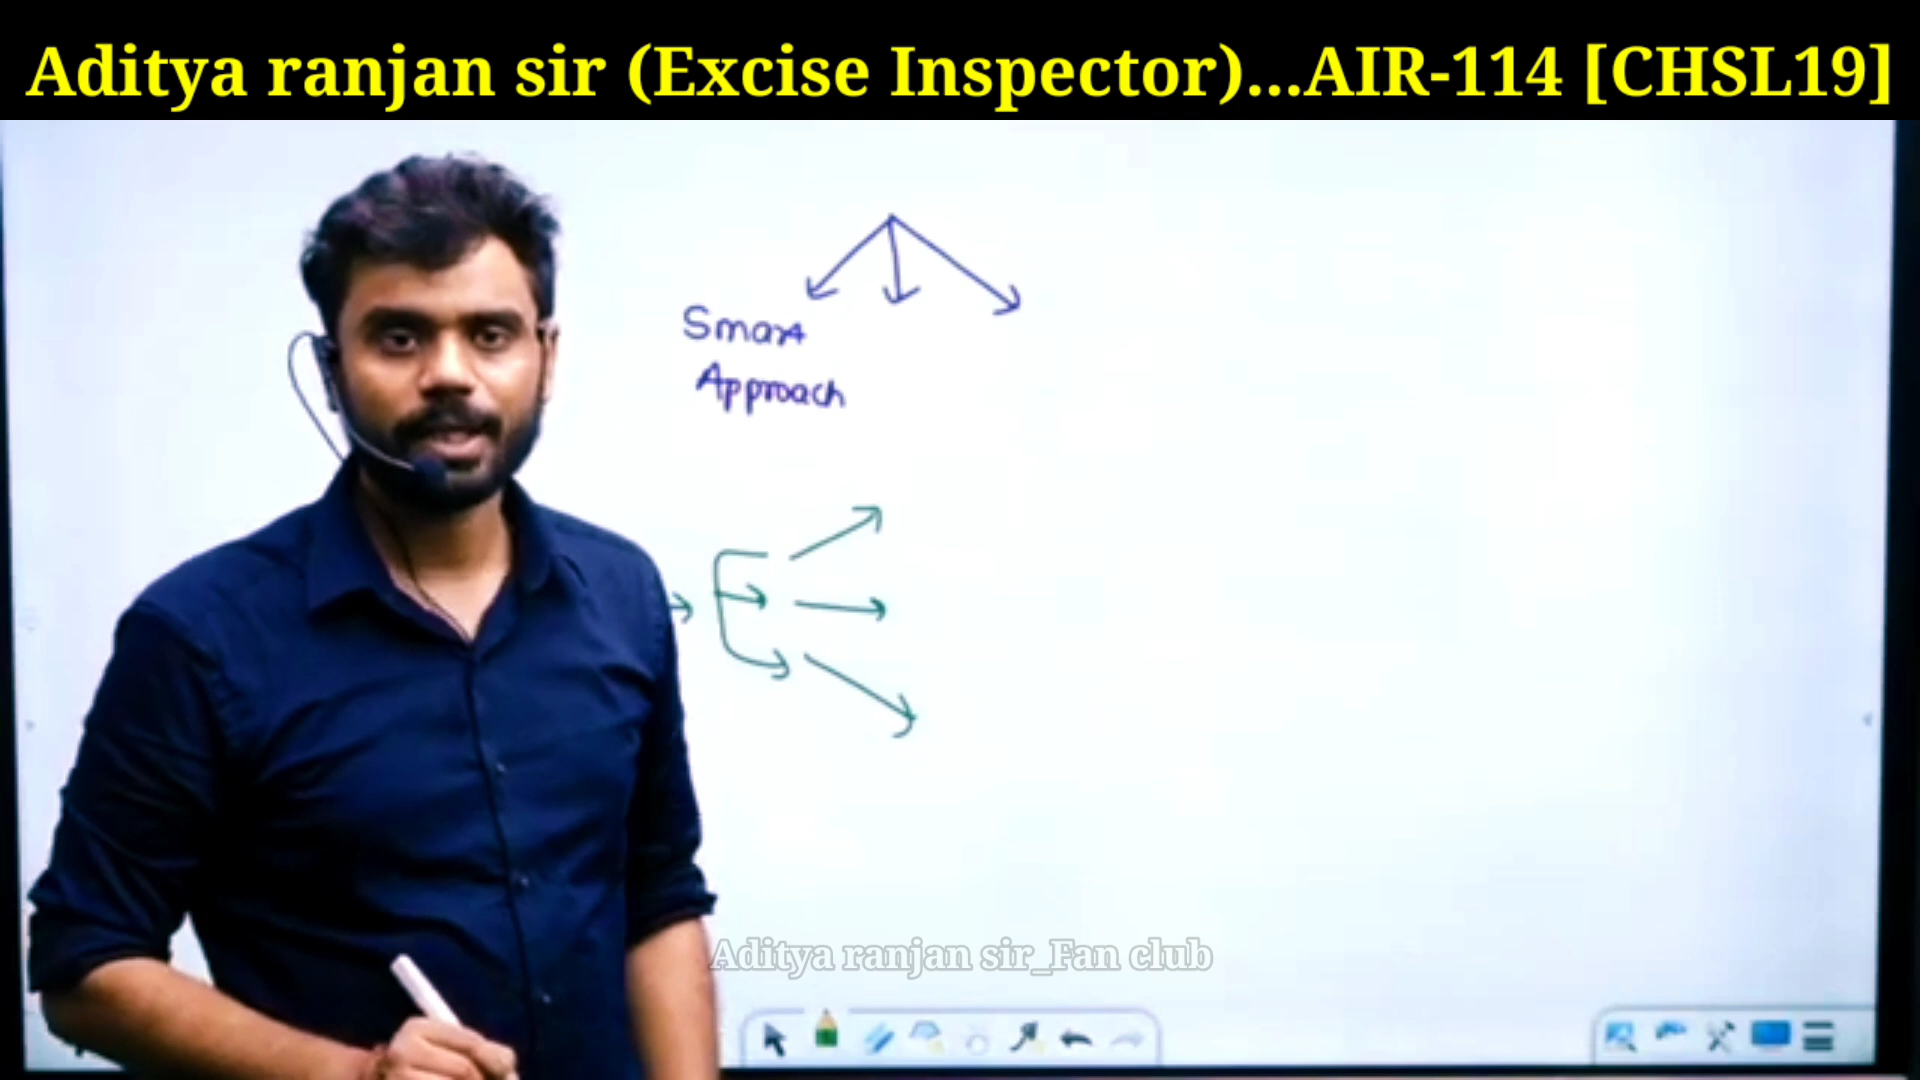 Aditya ranjan sir (Excise Inspector)...AIR-114 [CHSL19]
Smart
Approach
Aditya ranjan sir_Fan club